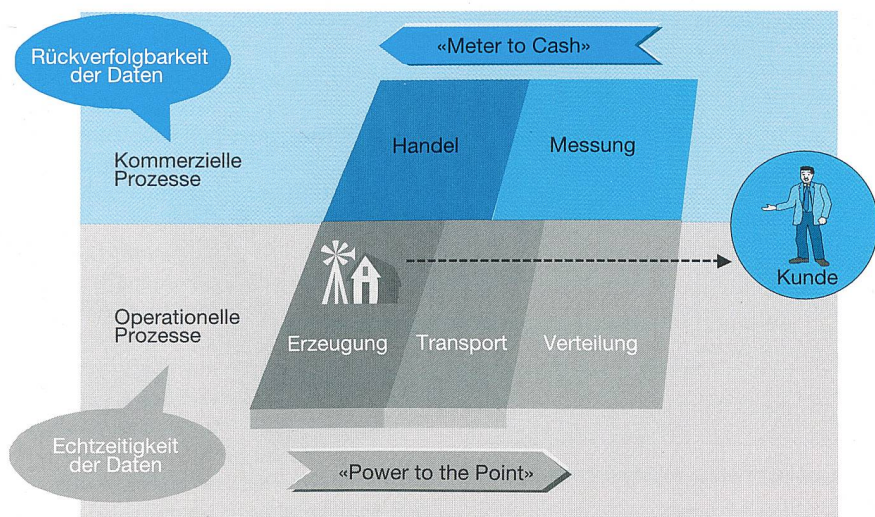 «Meter to Cash»
Rückverfolgbarkeit
der Daten
Handel
Messung
Kommerzielle
Prozesse
Kunde
Operationelle
Prozesse
Erzeugung
Transport
Verteilung
Echtzeitigkeit
der Daten
«Power to the Point»